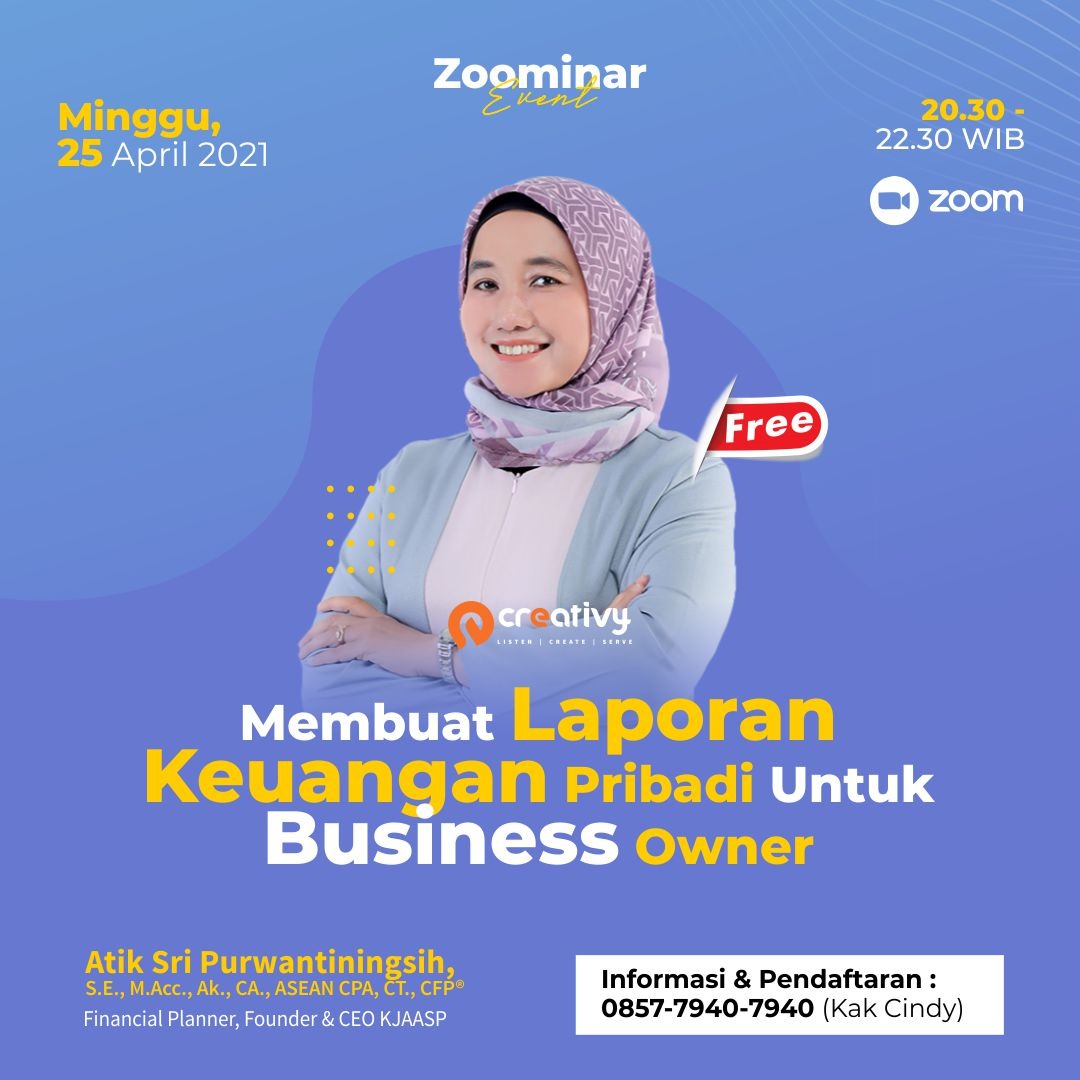 Zoominar
Event
Minggu,
25 April 2021
20.30 -
22.30 WIB
zoom
Free
creativy
LISTEN | CREATE | SERVE
Membuat Laporan
Keuangan Pribadi Untuk
Business Owner
Atik Sri Purwantiningsih,
S.E., M.Acc., Ak., CA., ASEAN CPA, CT., CFP®
Financial Planner, Founder & CEO KJAASP
Informasi & Pendaftaran :
0857-7940-7940 (Kak Cindy)